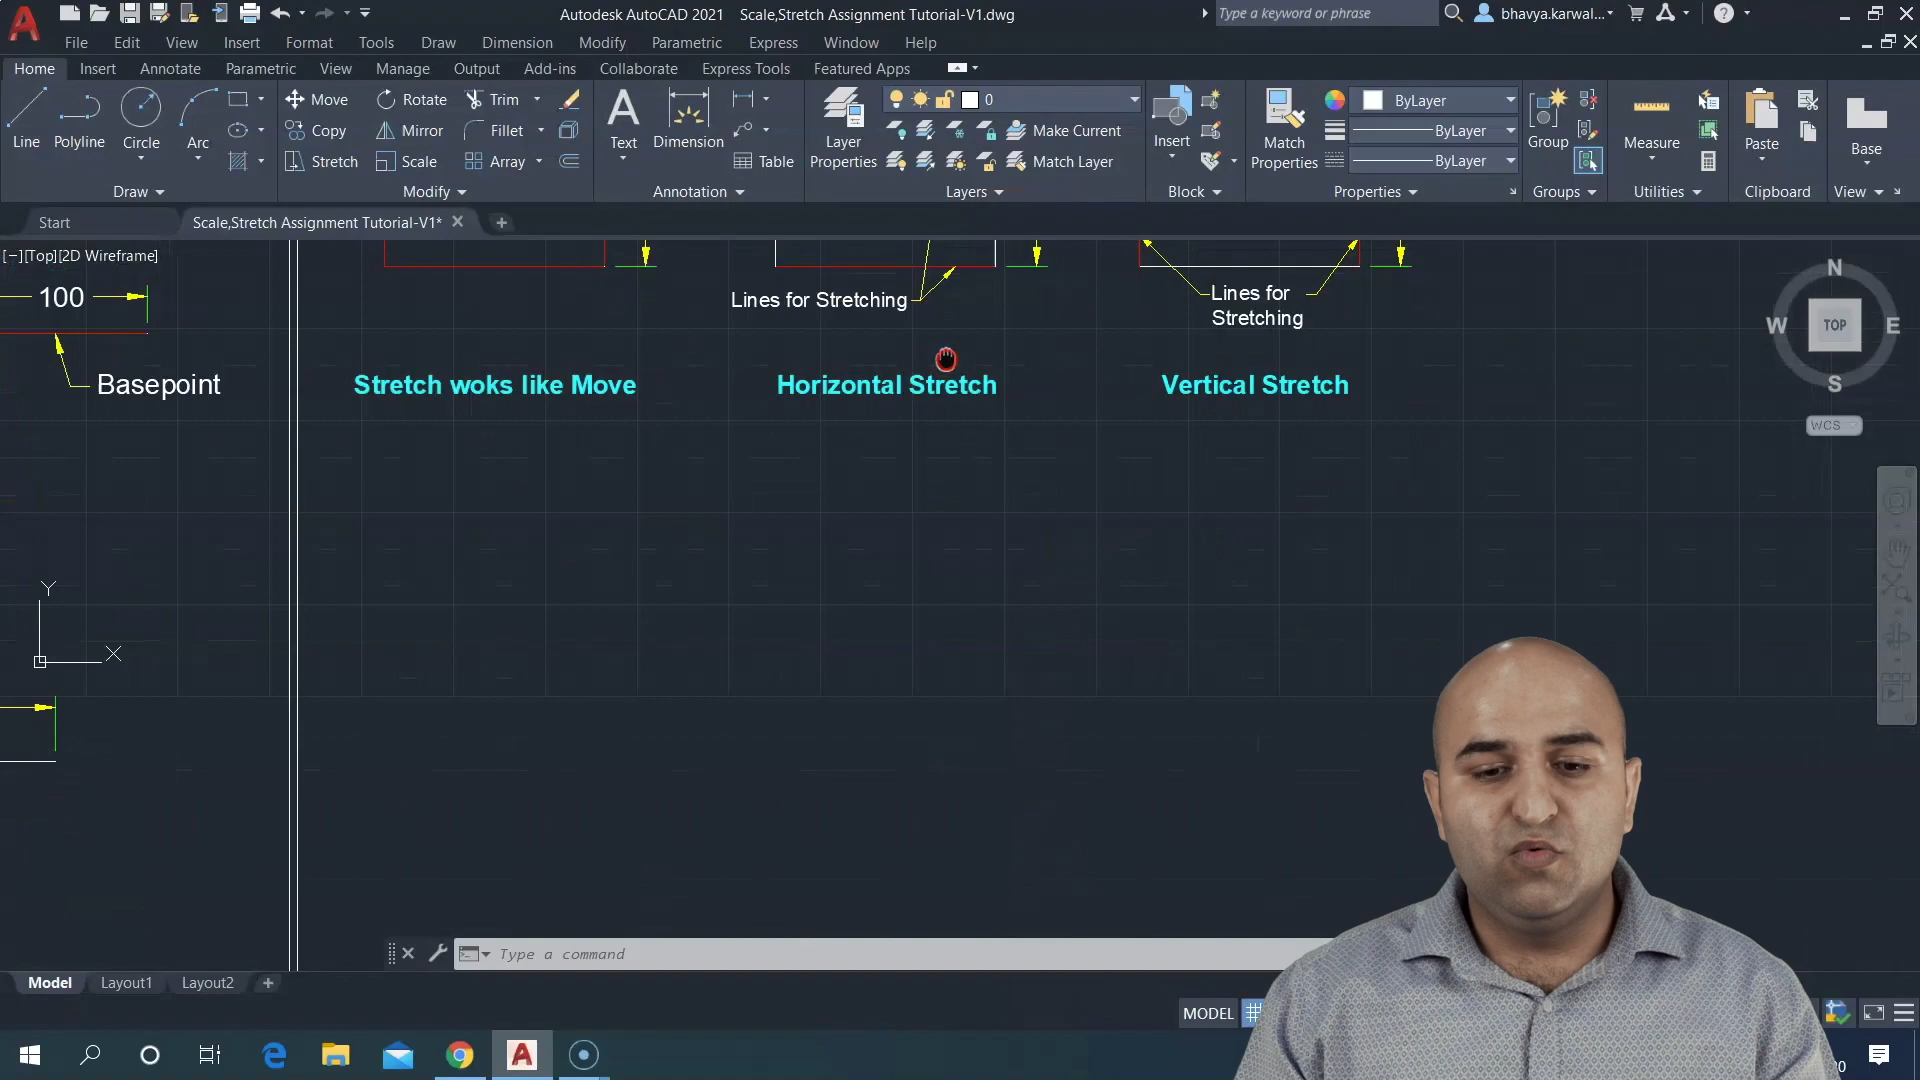 Autodesk AutoCAD 2021 Scale,Stretch Assignment Tutorial-V1.dwg
Type a keyword or phrase
bhavya.karwal...
File Edit View Insert Format Tools Draw Dimension Modify Parametric Express Window Help
Home Insert Annotate Parametric View Manage Output Add-ins Collaborate Express Tools Featured Apps
Line
Polyline
Circle
Arc
Move Rotate Trim
Copy Mirror Fillet
Stretch Scale Array
Text
Dimension
Table
Layer
Properties
0
Make Current
Match Layer
Insert
Match
Properties
ByLayer
ByLayer
ByLayer
Group
Measure
Paste
Base
Draw Modify Annotation Layers Block Properties Groups Utilities Clipboard View
Start Scale,Stretch Assignment Tutorial-V1*
[−][Top][2D Wireframe]
100
Basepoint
Lines for Stretching
Lines for
Stretching
Stretch woks like Move
Horizontal Stretch
Vertical Stretch
N
W TOP E
S
WCS
Y
X
Type a command
Model Layout1 Layout2
MODEL